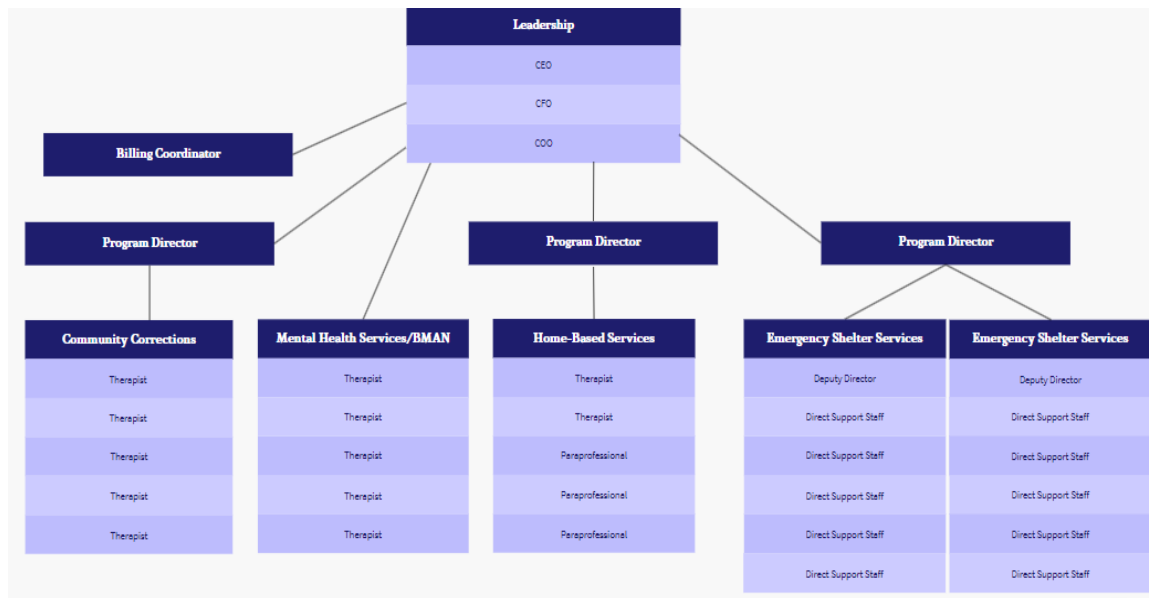 Leadership
CEO
CFO
COO
Billing Coordinator
Program Director
Program Director
Program Director
Community Corrections
Therapist
Therapist
Therapist
Therapist
Therapist
Mental Health Services/BMAN
Therapist
Therapist
Therapist
Therapist
Therapist
Home-Based Services
Therapist
Therapist
Paraprofessional
Paraprofessional
Paraprofessional
Emergency Shelter Services
Deputy Director
Direct Support Staff
Direct Support Staff
Direct Support Staff
Direct Support Staff
Direct Support Staff
Emergency Shelter Services
Deputy Director
Direct Support Staff
Direct Support Staff
Direct Support Staff
Direct Support Staff
Direct Support Staff